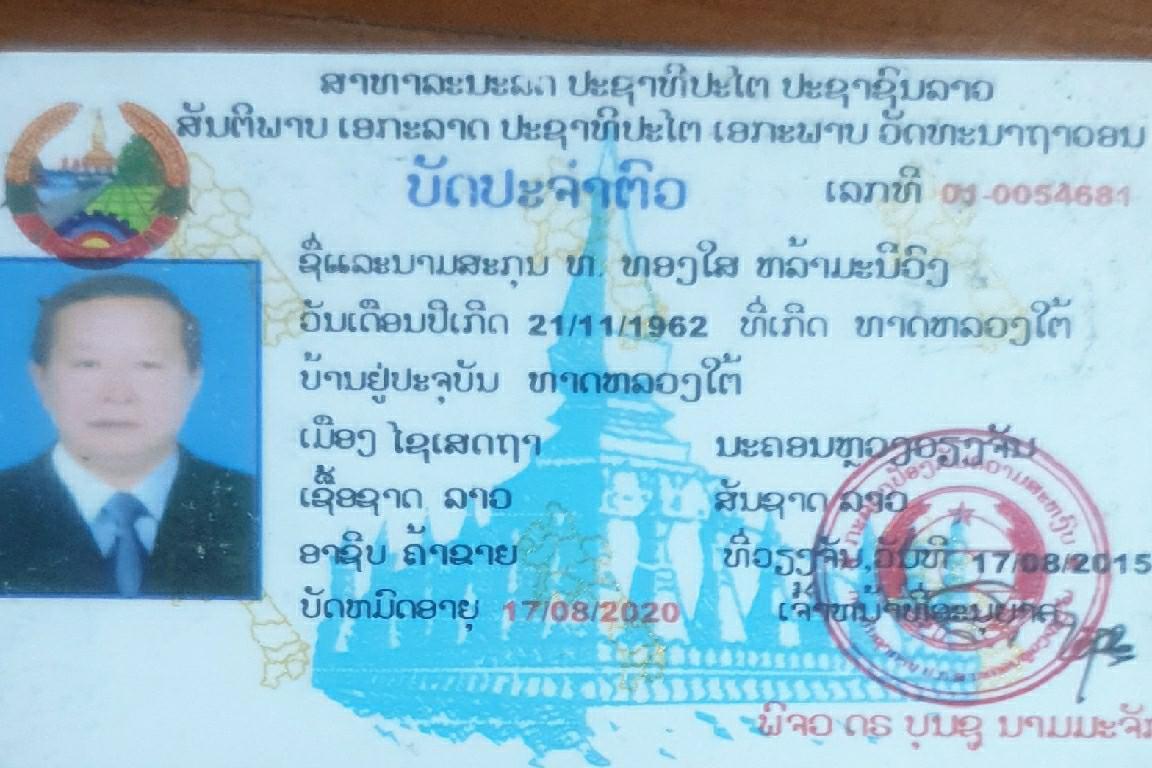 ສາທາລະນະລັດ ປະຊາທິປະໄຕ ປະຊາຊົນລາວ
ສັນຕິພາບ ເອກະລາດ ປະຊາທິປະໄຕ ເອກະພາບ ວັດທະນາຖາວອນ
ບັດປະຈຳຕົວ
ເລກທີ 01-0054681
ຊື່ແລະນາມສະກຸນ ທ. ທອງໃສ ຫລ້າມະນີວົງ
ວັນເດືອນປີເກີດ 21/11/1962 ທີ່ເກີດ ທາດຫລວງໃຕ້
ບ້ານຢູ່ປະຈຸບັນ ທາດຫລວງໃຕ້
ເມືອງ ໄຊເສດຖາ ນະຄອນຫຼວງວຽງຈັນ
ເຊື້ອຊາດ ລາວ ສັນຊາດ ລາວ
ອາຊິບ ຄ້າຂາຍ ທີ່ວຽງຈັນ,ວັນທີ 17/08/2015
ບັດຫມົດອາຍຸ 17/08/2020 ເຈົ້າຫນ້າທີ່ອະນຸຍາດ
ພັຈວ ດຣ ບຸນຊູ